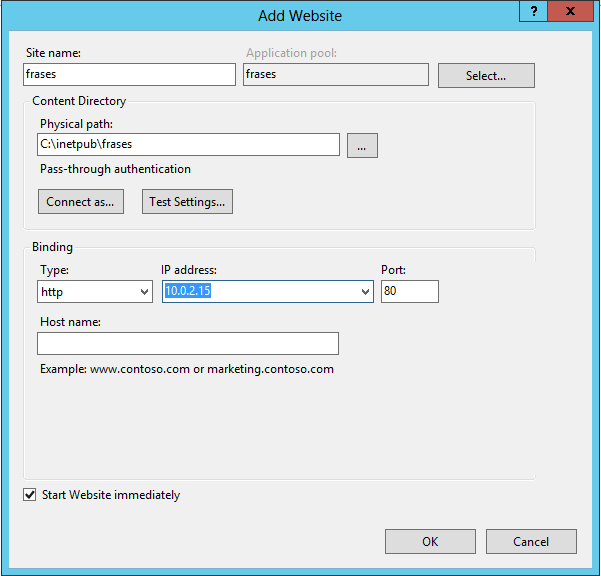 Add Website
? x
Site name: Application pool:
frases frases Select...
Content Directory
Physical path:
C:\inetpub\frases ...
Pass-through authentication
Connect as... Test Settings...
Binding
Type: IP address: Port:
http 10.0.2.15 80
Host name:
Example: www.contoso.com or marketing.contoso.com
Start Website immediately
OK Cancel